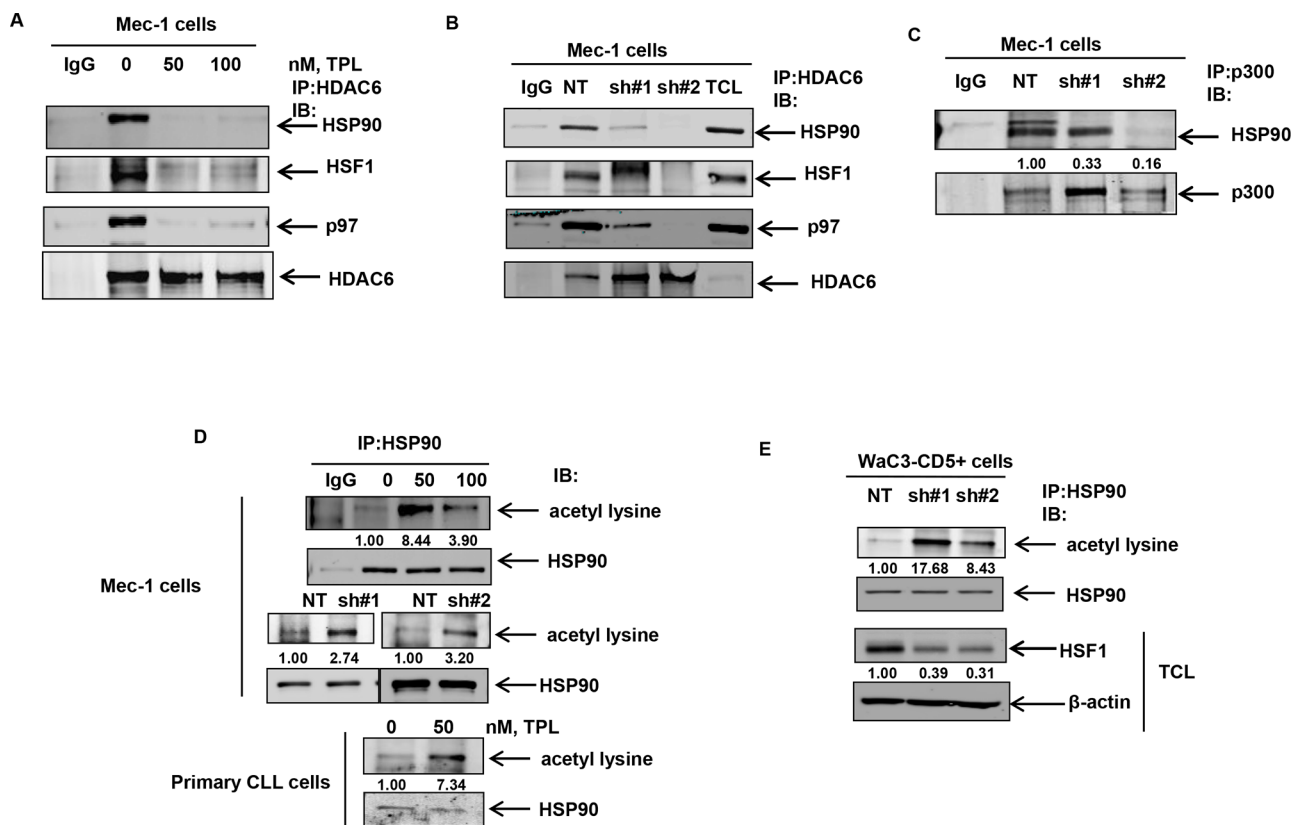 A
Mec-1 cells
IgG 0 50 100 nM, TPL
IP:HDAC6
IB:
HSP90
HSF1
p97
HDAC6
B
Mec-1 cells
IgG NT sh#1 sh#2 TCL
IP:HDAC6
IB:
HSP90
HSF1
p97
HDAC6
C
Mec-1 cells
IgG NT sh#1 sh#2
IP:p300
IB:
HSP90
1.00 0.33 0.16
p300
D
IP:HSP90
IgG 0 50 100 IB:
acetyl lysine
1.00 8.44 3.90
HSP90
Mec-1 cells
NT sh#1 NT sh#2
acetyl lysine
1.00 2.74 1.00 3.20
HSP90
0 50 nM, TPL
acetyl lysine
Primary CLL cells
1.00 7.34
HSP90
E
WaC3-CD5+ cells
NT sh#1 sh#2
IP:HSP90
IB:
acetyl lysine
1.00 17.68 8.43
HSP90
HSF1
1.00 0.39 0.31
TCL
β-actin